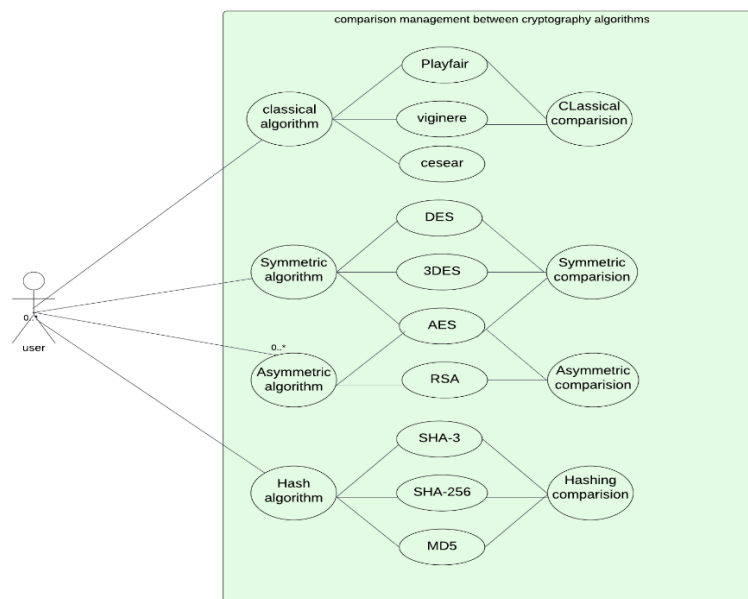 comparison management between cryptography algorithms
Playfair
classical
algorithm
viginere
CLassical
comparision
cesear
DES
Symmetric
algorithm
3DES
Symmetric
comparision
0..*
user
AES
0..*
Asymmetric
algorithm
RSA
Asymmetric
comparision
SHA-3
Hash
algorithm
SHA-256
Hashing
comparision
MD5